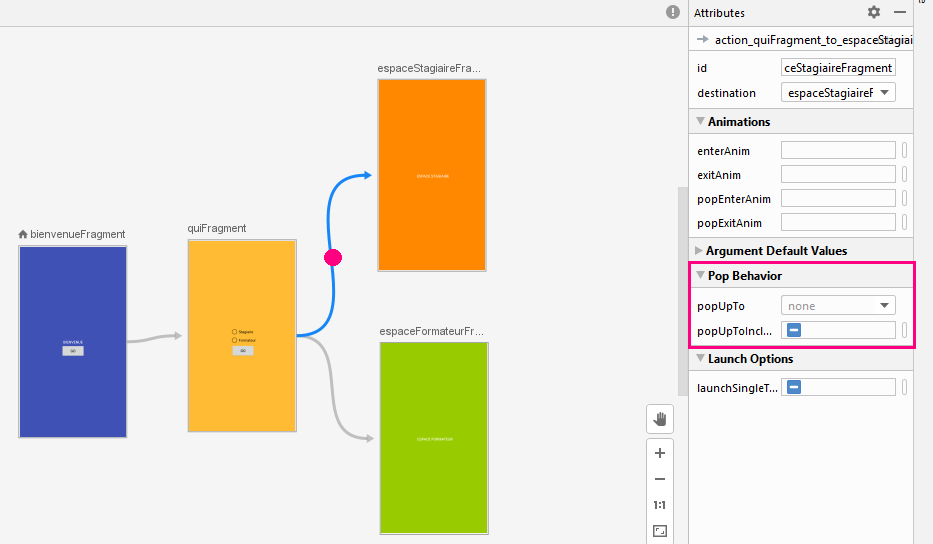 Attributes
action_quiFragment_to_espaceStagiai
id
ceStagiaireFragment
destination
espaceStagiaireF
Animations
enterAnim
exitAnim
popEnterAnim
popExitAnim
Argument Default Values
Pop Behavior
popUpTo
none
popUpToIncl...
Launch Options
launchSingleT...
espaceStagiaireFra...
ESPACE STAGIAIRE
bienvenueFragment
BIENVENUE
GO
quiFragment
Stagiaire
Formateur
GO
espaceFormateurFr...
ESPACE FORMATEUR
1:1